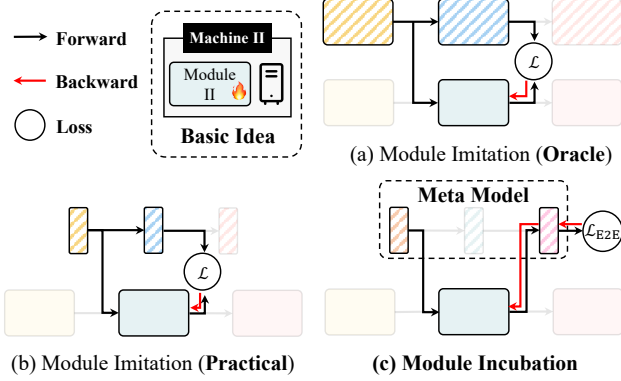 Forward
Backward
Loss
Machine II
Module
II
Basic Idea
ℒ
(a) Module Imitation (Oracle)
ℒ
(b) Module Imitation (Practical)
Meta Model
ℒE2E
(c) Module Incubation